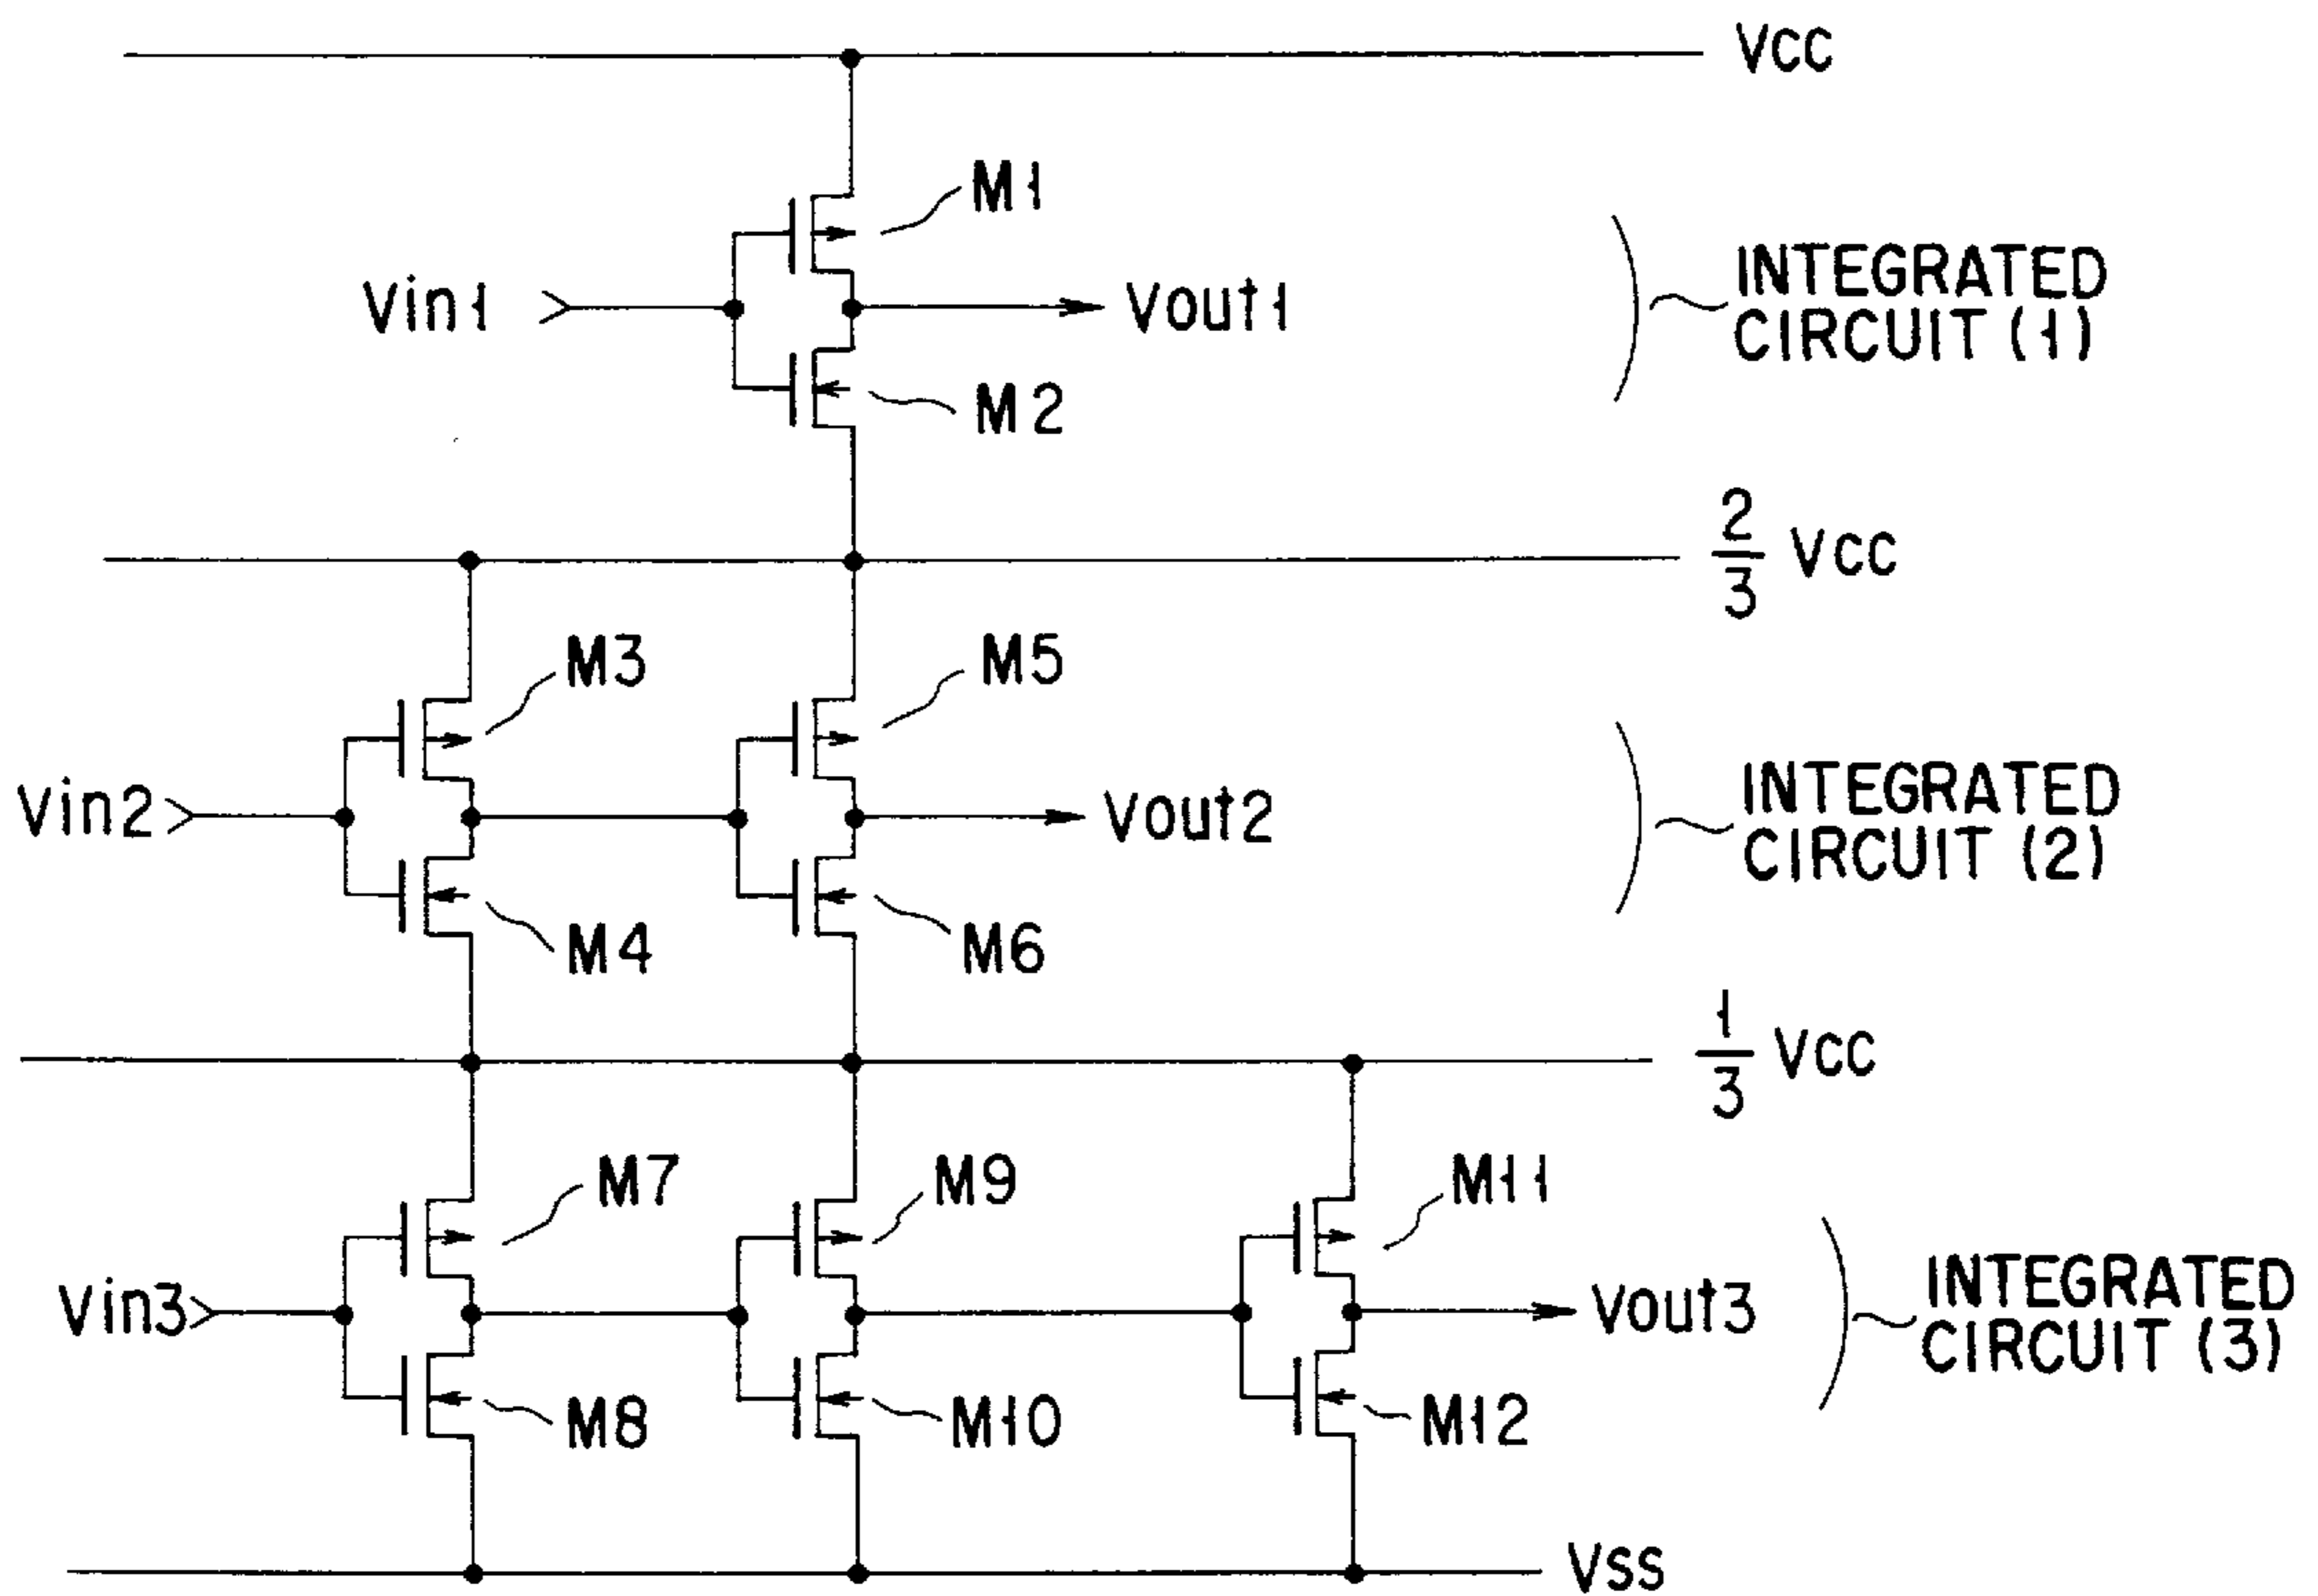 Vcc
M1
Vin1
Vout1
INTEGRATED
CIRCUIT (1)
M2
2
3
Vcc
M3
M5
Vin2
Vout2
INTEGRATED
CIRCUIT (2)
M4
M6
1
3
Vcc
M7
M9
M11
Vin3
Vout3
INTEGRATED
CIRCUIT (3)
M8
M10
M12
Vss